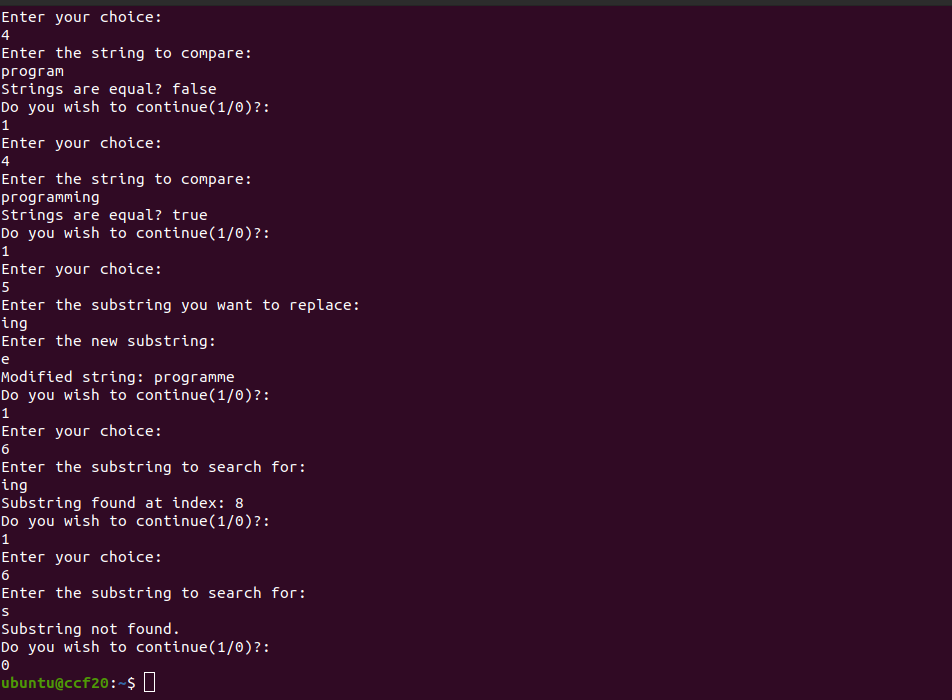 Enter your choice:
4
Enter the string to compare:
program
Strings are equal? false
Do you wish to continue(1/0)?:
1
Enter your choice:
4
Enter the string to compare:
programming
Strings are equal? true
Do you wish to continue(1/0)?:
1
Enter your choice:
5
Enter the substring you want to replace:
ing
Enter the new substring:
e
Modified string: programme
Do you wish to continue(1/0)?:
1
Enter your choice:
6
Enter the substring to search for:
ing
Substring found at index: 8
Do you wish to continue(1/0)?:
1
Enter your choice:
6
Enter the substring to search for:
s
Substring not found.
Do you wish to continue(1/0)?:
0
ubuntu@ccf20:~$